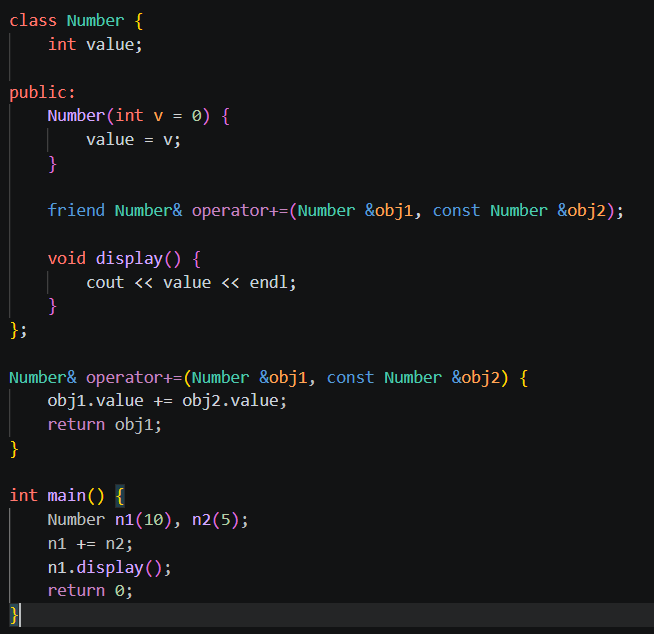 class Number {
    int value;

public:
    Number(int v = 0) {
        value = v;
    }

    friend Number& operator+=(Number &obj1, const Number &obj2);

    void display() {
        cout << value << endl;
    }
};

Number& operator+=(Number &obj1, const Number &obj2) {
    obj1.value += obj2.value;
    return obj1;
}

int main() {
    Number n1(10), n2(5);
    n1 += n2;
    n1.display();
    return 0;
}